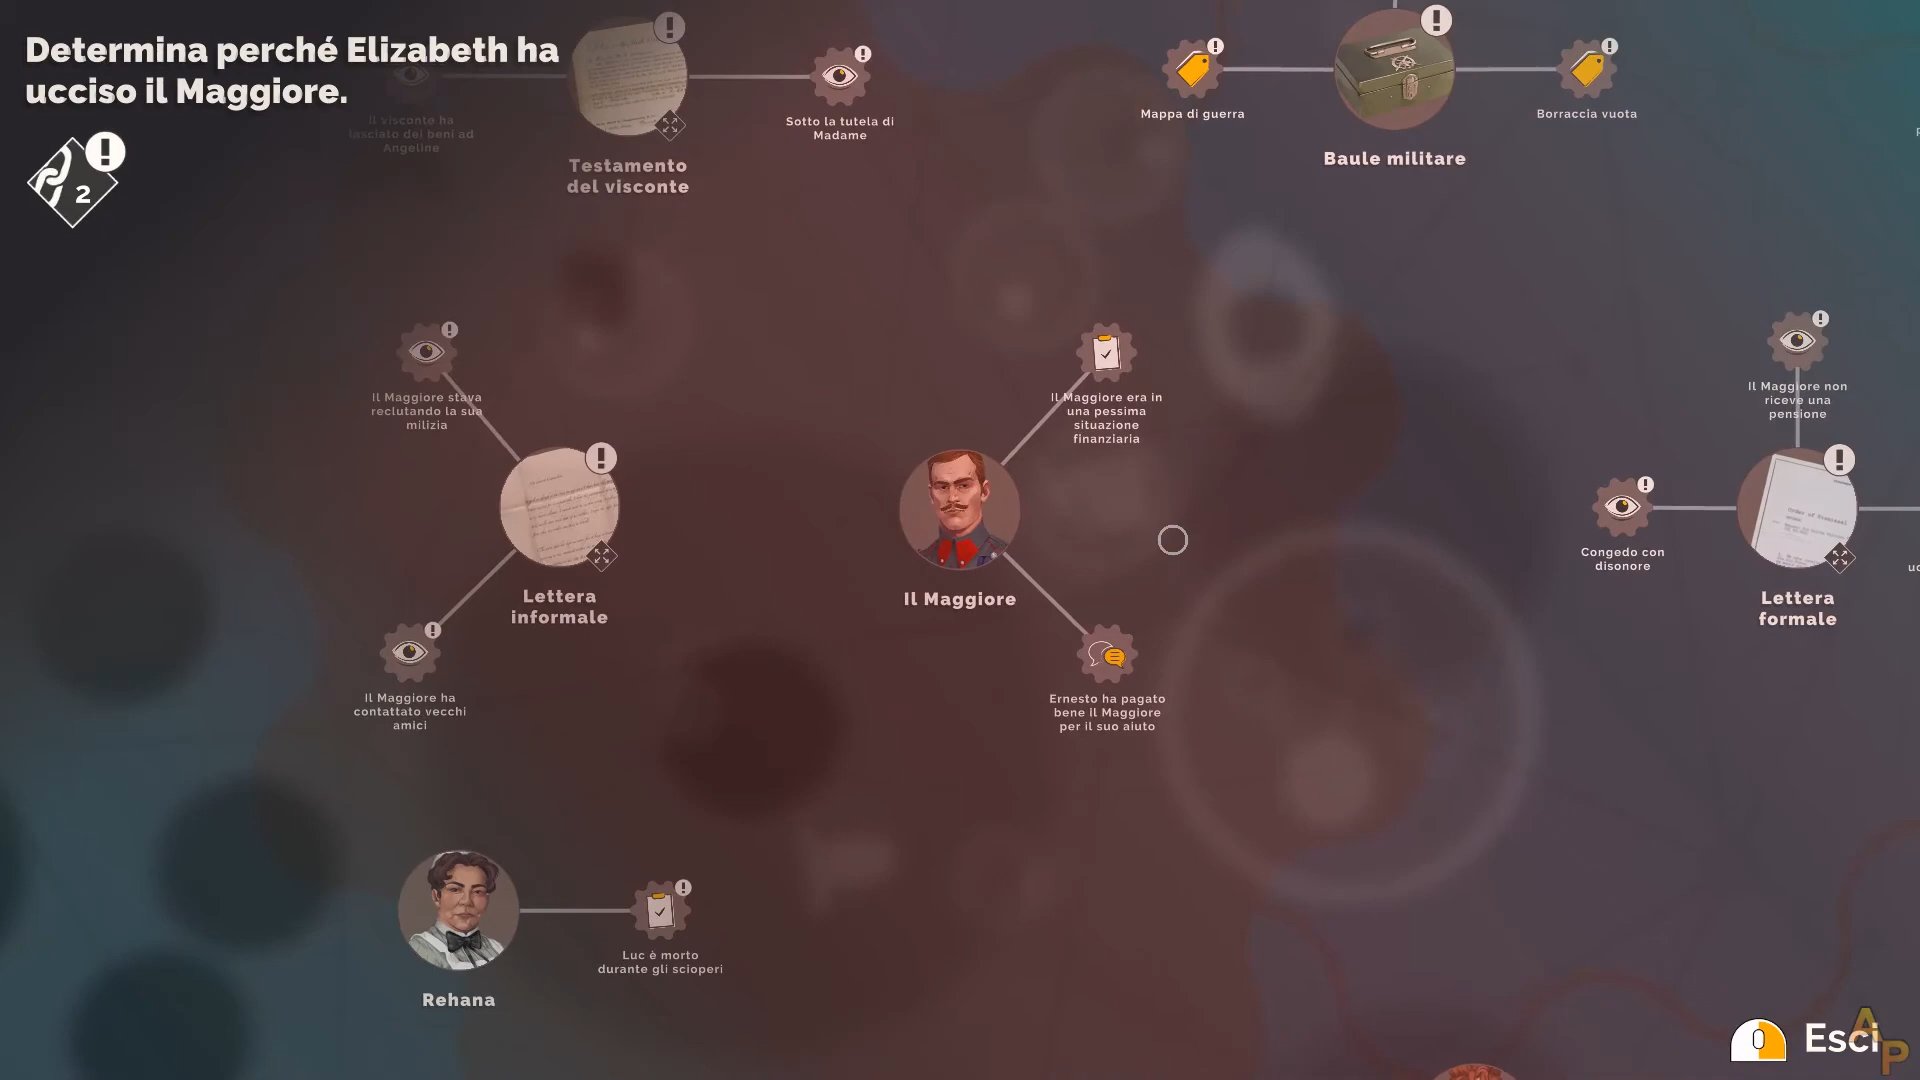 Determina perché Elizabeth ha
ucciso il Maggiore.
2
Il visconte ha
lasciato dei beni ad
Angeline
Testamento
del visconte
Sotto la tutela di
Madame
Mappa di guerra
Baule militare
Borraccia vuota
Il Maggiore stava
reclutando la sua
milizia
Lettera
informale
Il Maggiore ha
contattato vecchi
amici
Il Maggiore era in
una pessima
situazione
finanziaria
Il Maggiore
Ernesto ha pagato
bene il Maggiore
per il suo aiuto
Il Maggiore non
riceve una
pensione
Congedo con
disonore
Order of Dismissal
Lettera
formale
Rehana
Luc è morto
durante gli scioperi
Esci
AP